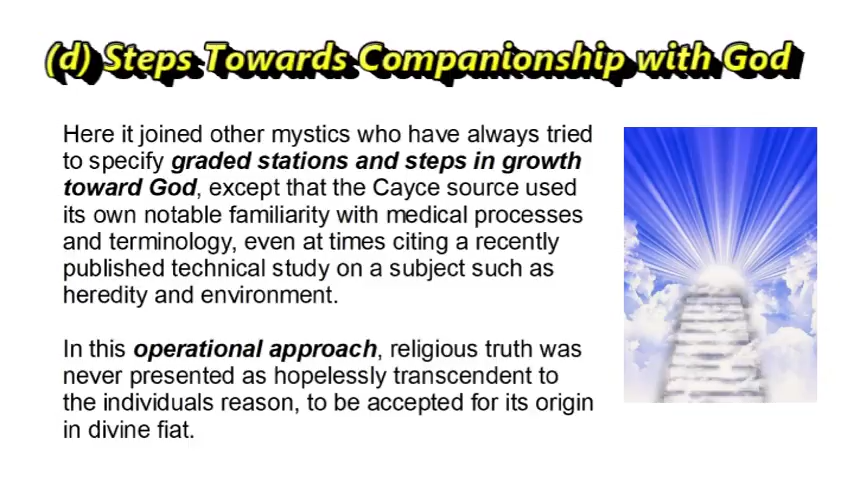 (d) Steps Towards Companionship with God
Here it joined other mystics who have always tried
to specify graded stations and steps in growth
toward God, except that the Cayce source used
its own notable familiarity with medical processes
and terminology, even at times citing a recently
published technical study on a subject such as
heredity and environment.
In this operational approach, religious truth was
never presented as hopelessly transcendent to
the individuals reason, to be accepted for its origin
in divine fiat.